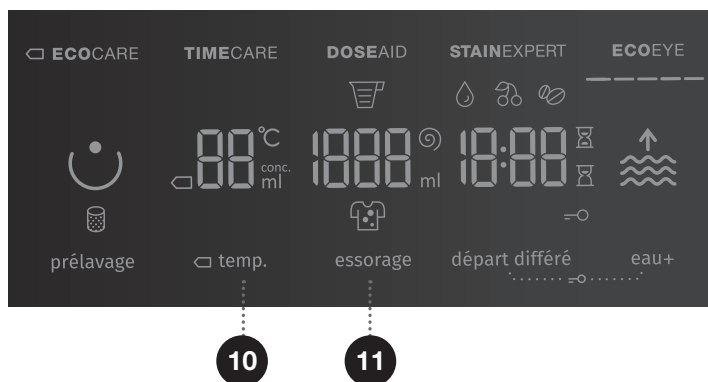 ECOCARE TIMECARE DOSEAID STAINEXPERT ECOEYE
88 °C 1888 18:88
conc.
ml ml
prélavage temp. essorage départ différé eau+
10 11